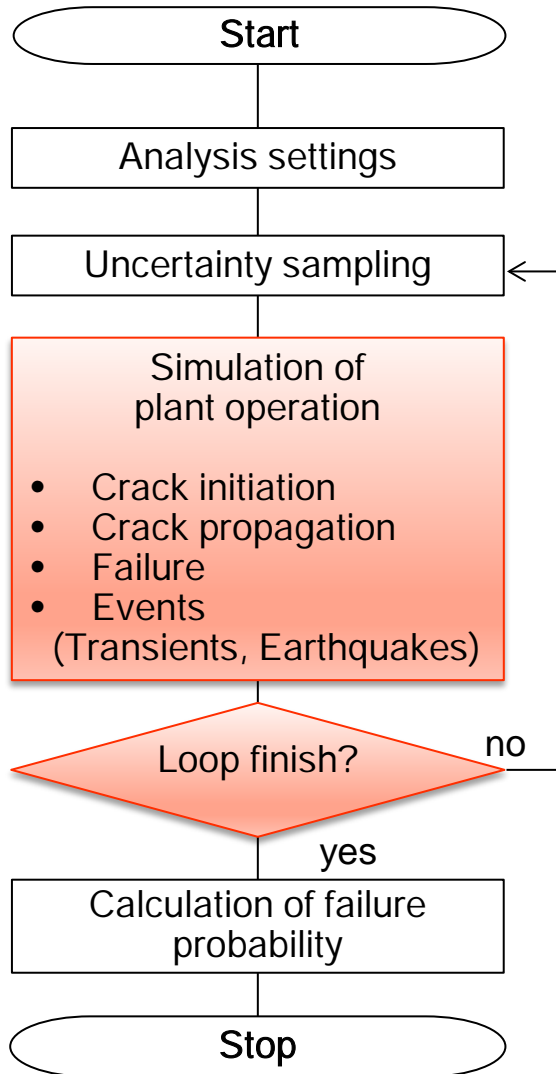 Start
Analysis settings
Uncertainty sampling
Simulation of
plant operation
• Crack initiation
• Crack propagation
• Failure
• Events
(Transients, Earthquakes)
Loop finish?
no
yes
Calculation of failure
probability
Stop